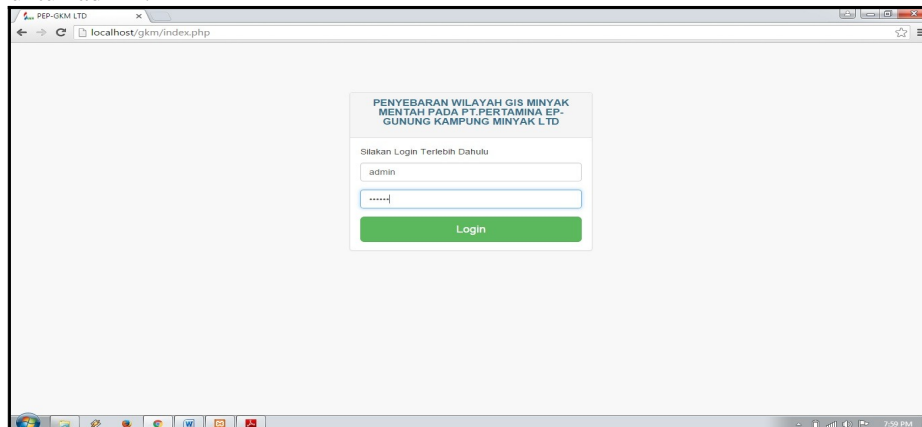 PEP-GKM LTD
localhost/gkm/index.php
PENYEBARAN WILAYAH GIS MINYAK
MENTAH PADA PT.PERTAMINA EP-
GUNUNG KAMPUNG MINYAK LTD
Silakan Login Terlebih Dahulu
admin
Login
7:59 PM